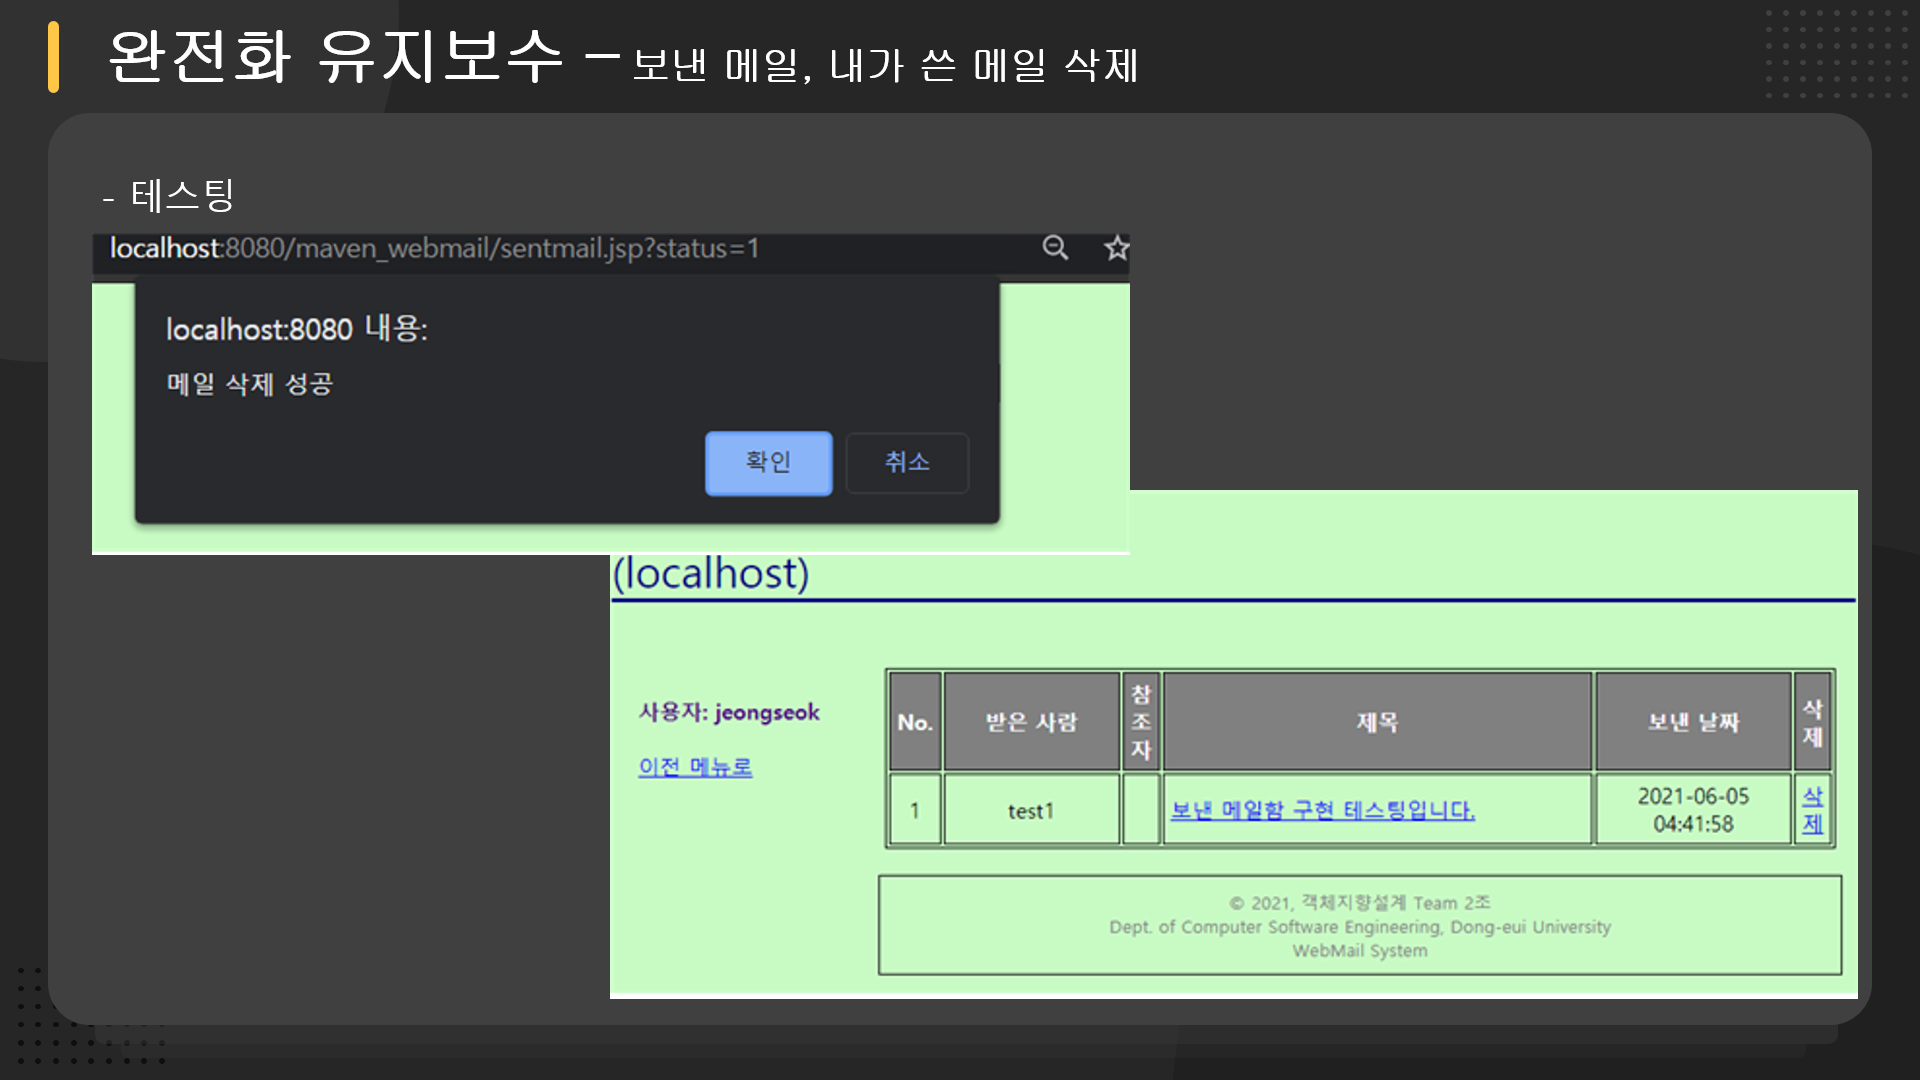 완전화 유지보수 – 보낸 메일, 내가 쓴 메일 삭제
- 테스팅
localhost:8080/maven_webmail/sentmail.jsp?status=1
localhost:8080 내용:
메일 삭제 성공
확인 취소
(localhost)
사용자: jeongseok
이전 메뉴로
No. 받은 사람 참조자 제목 보낸 날짜 삭제
1 test1 보낸 메일함 구현 테스팅입니다. 2021-06-05 04:41:58 삭제
© 2021, 객체지향설계 Team 2조
Dept. of Computer Software Engineering, Dong-eui University
WebMail System